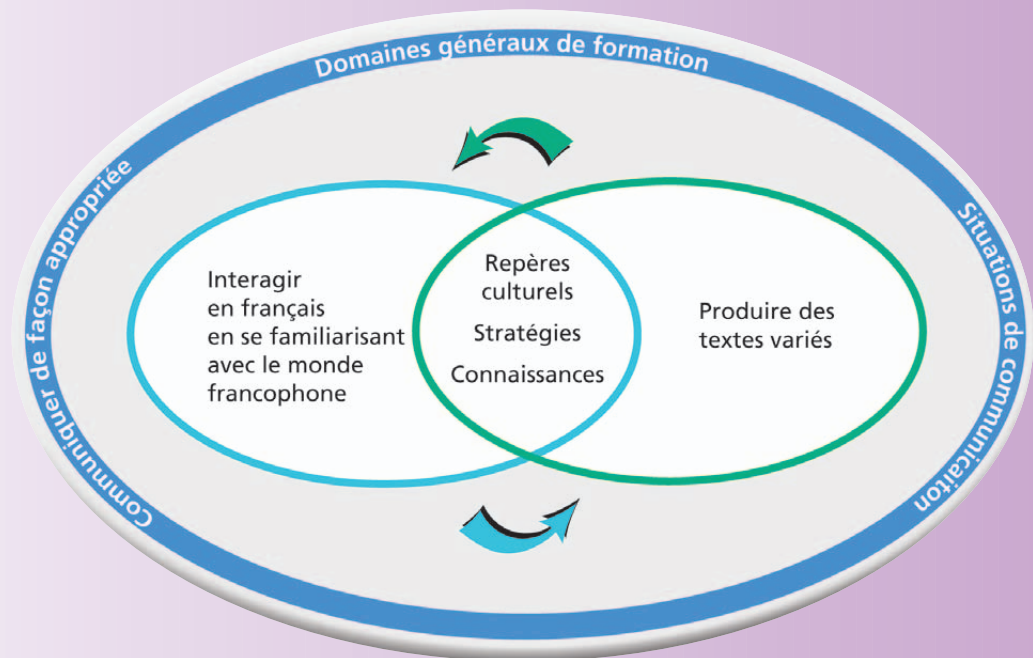 Domaines généraux de formation
Communiquer de façon appropriée
Situations de communicaiton
Interagir
en français
en se familiarisant
avec le monde
francophone
Repères
culturels
Stratégies
Connaissances
Produire des
textes variés